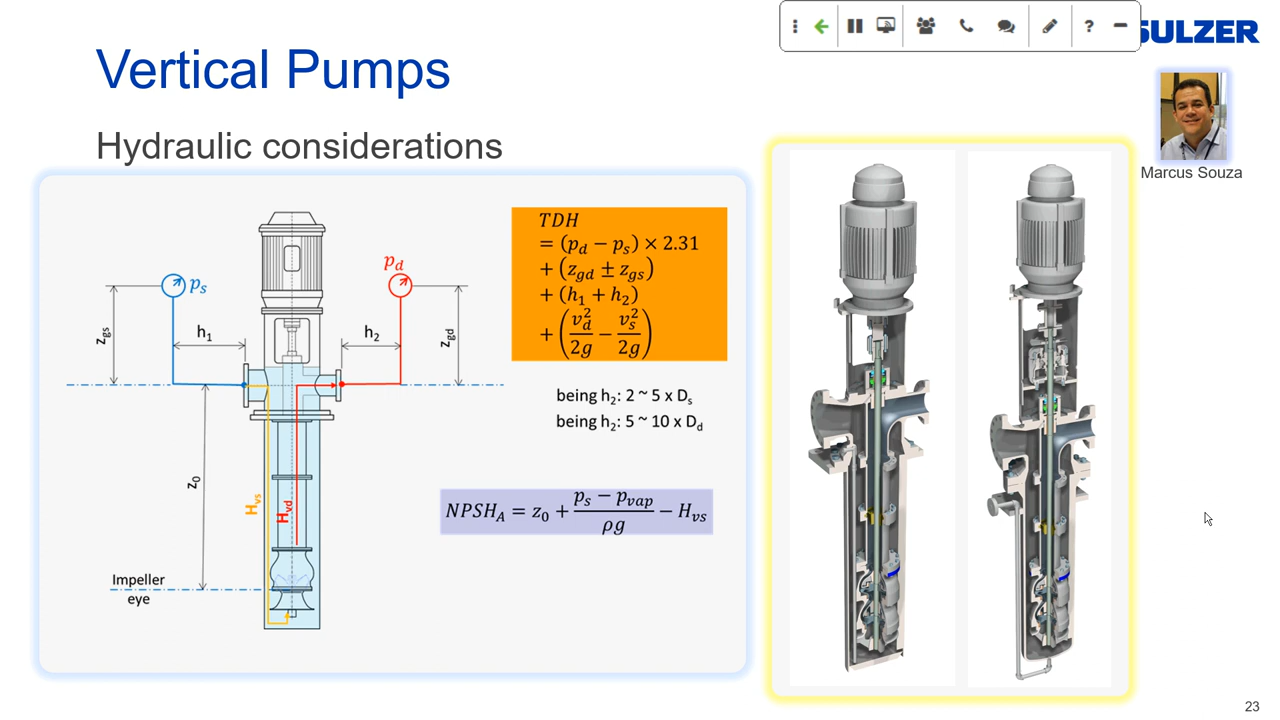 SULZER
Vertical Pumps
Hydraulic considerations
Marcus Souza
p_s
p_d
z_gs
h_1
h_2
z_gd
z_0
H_vs
H_vd
Impeller
eye
TDH
= (p_d − p_s) × 2.31
+ (z_gd ± z_gs)
+ (h_1 + h_2)
+ (v_d^2/2g − v_s^2/2g)
being h_2: 2 ~ 5 x D_s
being h_2: 5 ~ 10 x D_d
NPSH_A = z_0 + (p_s − p_vap)/ρg − H_vs
?
23